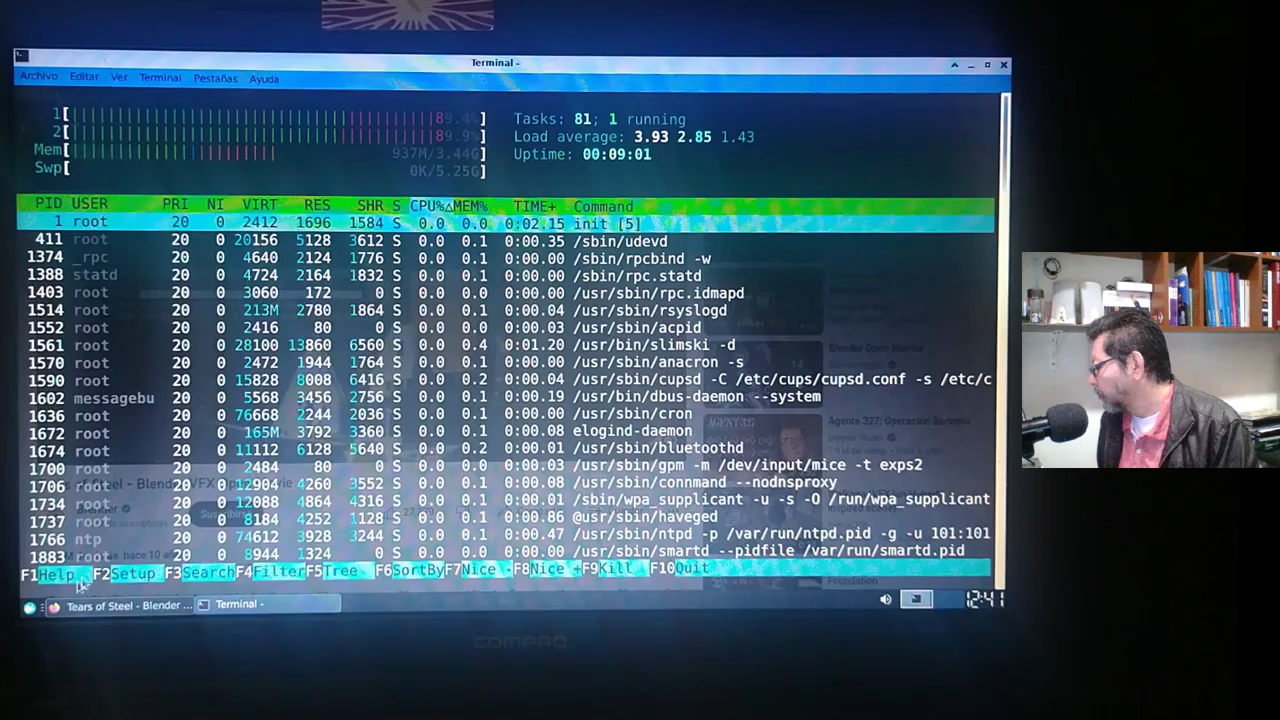 Terminal -
Archivo Editar Ver Terminal Pestañas Ayuda
1[ 89.4%]
2[ 89.9%]
Mem[ 937M/3.44G]
Swp[ 0K/5.25G]
Tasks: 81; 1 running
Load average: 3.93 2.85 1.43
Uptime: 00:09:01
PID USER PRI NI VIRT RES SHR S CPU%△MEM% TIME+ Command
1 root 20 0 2412 1696 1584 S 0.0 0.0 0:02.15 init [5]
411 root 20 0 20156 5128 3612 S 0.0 0.1 0:00.35 /sbin/udevd
1374 _rpc 20 0 4640 2124 1776 S 0.0 0.1 0:00.00 /sbin/rpcbind -w
1388 statd 20 0 4724 2164 1832 S 0.0 0.1 0:00.00 /sbin/rpc.statd
1403 root 20 0 3060 172 0 S 0.0 0.0 0:00.00 /usr/sbin/rpc.idmapd
1514 root 20 0 213M 2780 1864 S 0.0 0.1 0:00.04 /usr/sbin/rsyslogd
1552 root 20 0 2416 80 0 S 0.0 0.0 0:00.03 /usr/sbin/acpid
1561 root 20 0 28100 13860 6560 S 0.0 0.4 0:01.20 /usr/bin/slimski -d
1570 root 20 0 2472 1944 1764 S 0.0 0.1 0:00.00 /usr/sbin/anacron -s
1590 root 20 0 15828 8008 6416 S 0.0 0.2 0:00.04 /usr/sbin/cupsd -C /etc/cups/cupsd.conf -s /etc/c
1602 messagebu 20 0 5568 3456 2756 S 0.0 0.1 0:00.19 /usr/bin/dbus-daemon --system
1636 root 20 0 76668 2244 2036 S 0.0 0.1 0:00.00 /usr/sbin/cron
1672 root 20 0 165M 3792 3360 S 0.0 0.1 0:00.08 elogind-daemon
1674 root 20 0 11112 6128 5640 S 0.0 0.2 0:00.08 /usr/sbin/bluetoothd
1700 root 20 0 2484 80 0 S 0.0 0.0 0:00.03 /usr/sbin/gpm -m /dev/input/mice -t exps2
1706 root 20 0 12904 4260 3552 S 0.0 0.1 0:00.08 /usr/sbin/connmand --nodnsproxy
1734 root 20 0 12088 4864 4316 S 0.0 0.1 0:00.01 /sbin/wpa_supplicant -u -s -O /run/wpa_supplicant
1737 root 20 0 8184 4252 1128 S 0.0 0.1 0:00.86 @usr/sbin/haveged
1766 ntp 20 0 74612 3928 3244 S 0.0 0.1 0:00.47 /usr/sbin/ntpd -p /var/run/ntpd.pid -g -u 101:101
1883 root 20 0 8944 1324 0 S 0.0 0.0 0:00.00 /usr/sbin/smartd --pidfile /var/run/smartd.pid
F1Help F2Setup F3Search F4Filter F5Tree F6SortBy F7Nice - F8Nice + F9Kill F10Quit
Tears of Steel - Blender ... Terminal -
12:41
COMPAQ